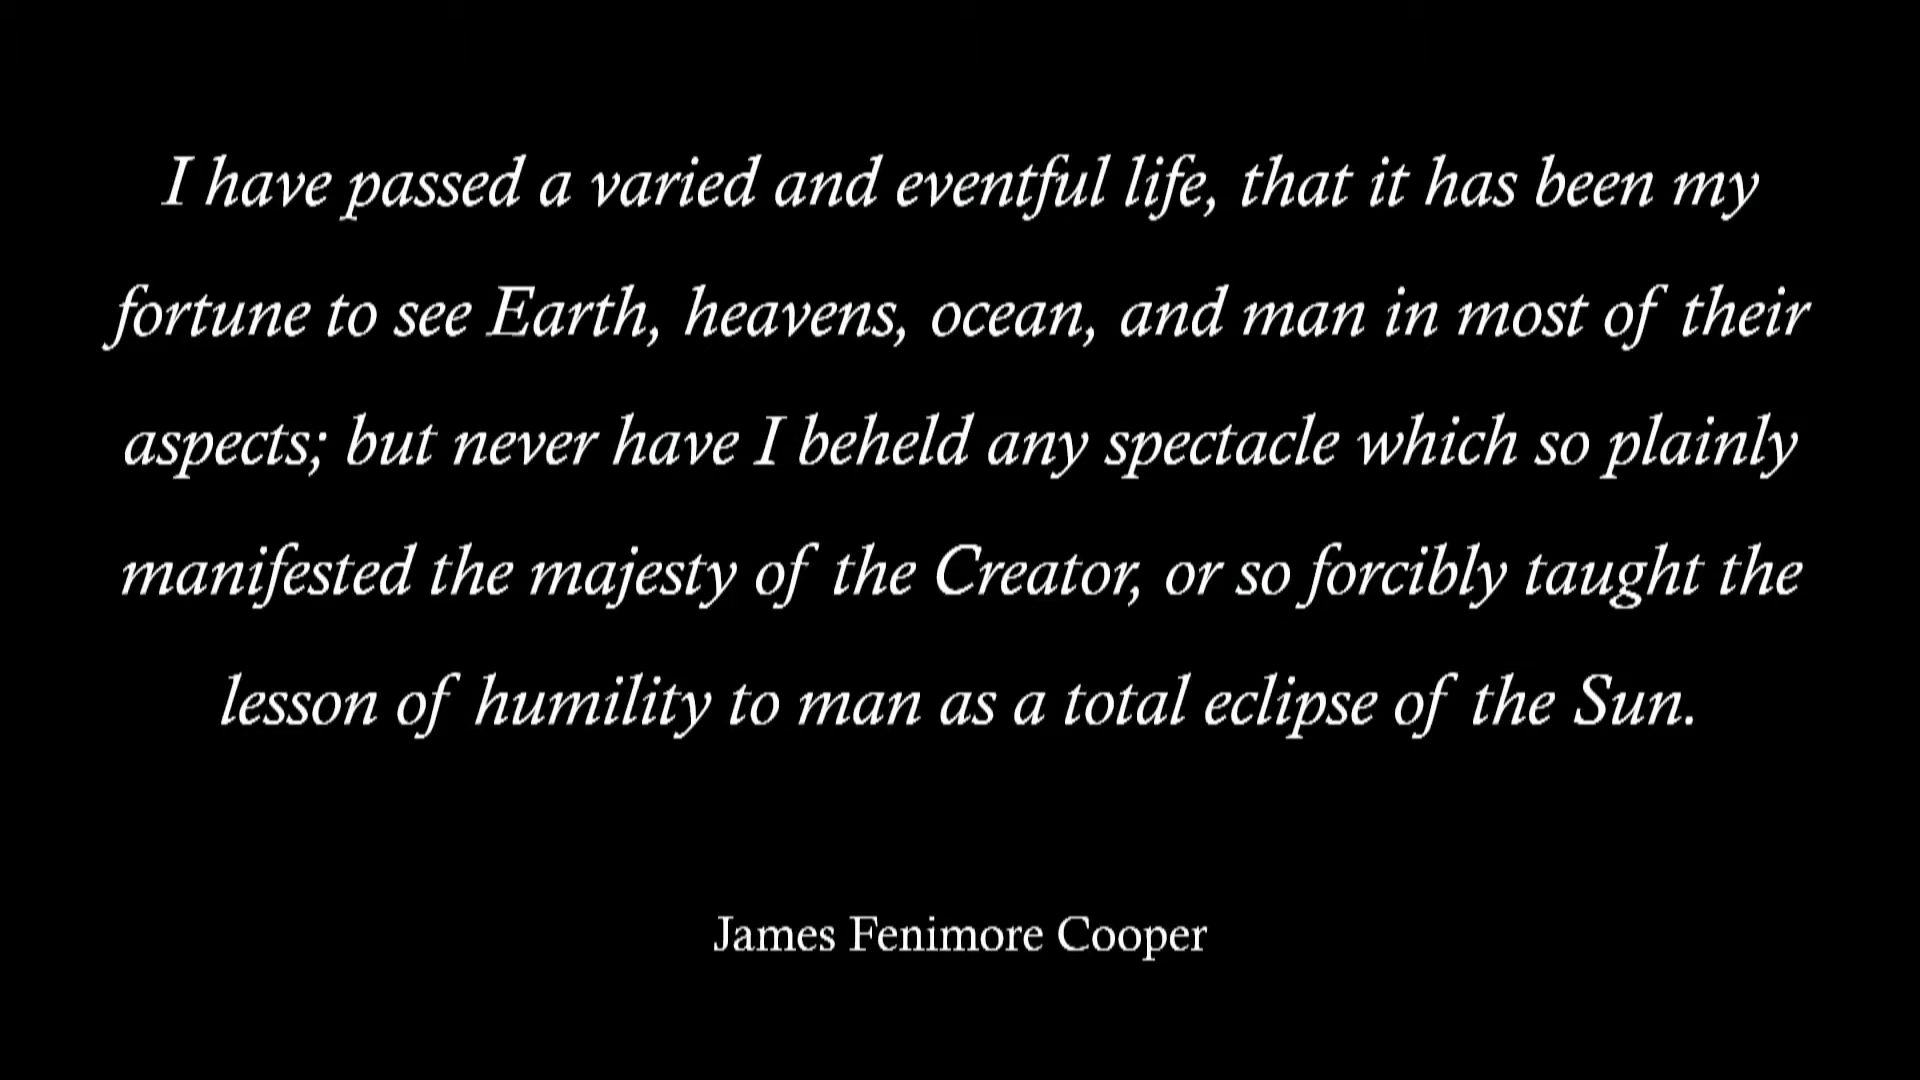 I have passed a varied and eventful life, that it has been my
fortune to see Earth, heavens, ocean, and man in most of their
aspects; but never have I beheld any spectacle which so plainly
manifested the majesty of the Creator, or so forcibly taught the
lesson of humility to man as a total eclipse of the Sun.
James Fenimore Cooper